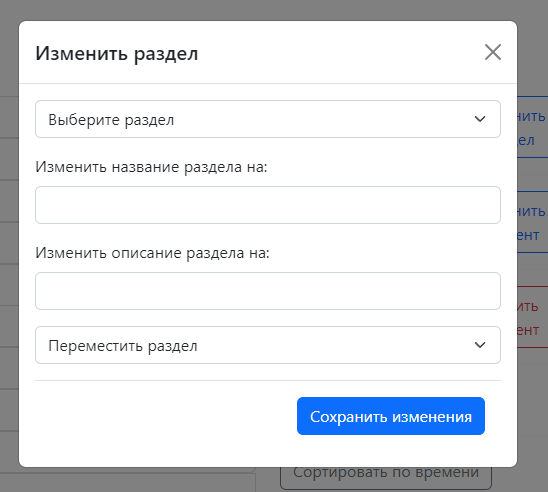 Изменить раздел
Выберите раздел
Изменить название раздела на:
Изменить описание раздела на:
Переместить раздел
Сохранить изменения
Сортировать по времени